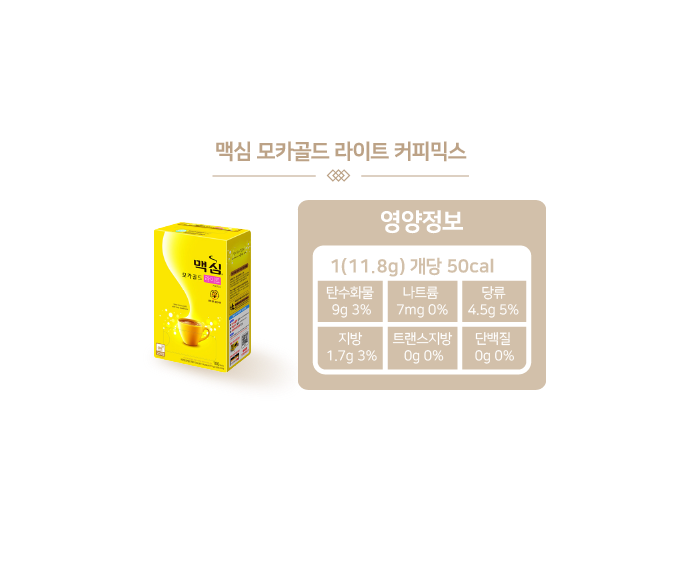 맥심 모카골드 라이트 커피믹스
맥심
모카골드 라이트
영양정보
1(11.8g) 개당 50cal
탄수화물 나트륨 당류
9g 3% 7mg 0% 4.5g 5%
지방 트랜스지방 단백질
1.7g 3% 0g 0% 0g 0%